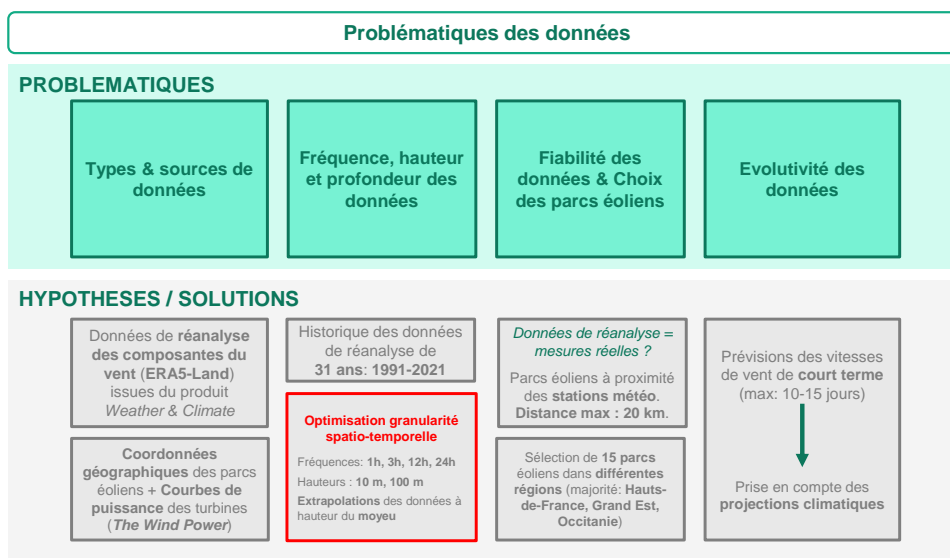 Problématiques des données
PROBLEMATIQUES
Types & sources de
données
Fréquence, hauteur
et profondeur des
données
Fiabilité des
données & Choix
des parcs éoliens
Evolutivité des
données
HYPOTHESES / SOLUTIONS
Données de réanalyse
des composantes du
vent (ERA5-Land)
issues du produit
Weather & Climate
Coordonnées
géographiques des parcs
éoliens + Courbes de
puissance des turbines
(The Wind Power)
Historique des données
de réanalyse de
31 ans: 1991-2021
Optimisation granularité
spatio-temporelle
Fréquences: 1h, 3h, 12h, 24h
Hauteurs : 10 m, 100 m
Extrapolations des données à
hauteur du moyeu
Données de réanalyse =
mesures réelles ?
Parcs éoliens à proximité
des stations météo.
Distance max : 20 km.
Sélection de 15 parcs
éoliens dans différentes
régions (majorité: Hauts-
de-France, Grand Est,
Occitanie)
Prévisions des vitesses
de vent de court terme
(max: 10-15 jours)
Prise en compte des
projections climatiques